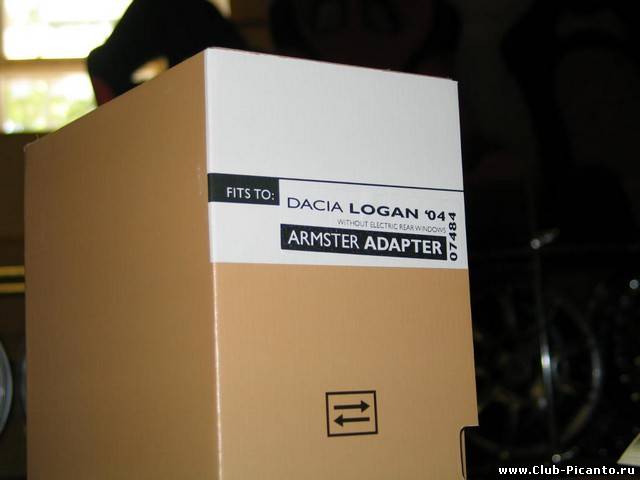 FITS TO:
DACIA LOGAN '04
WITHOUT ELECTRIC REAR WINDOWS
ARMSTER ADAPTER
07484
www.Club-Picanto.ru